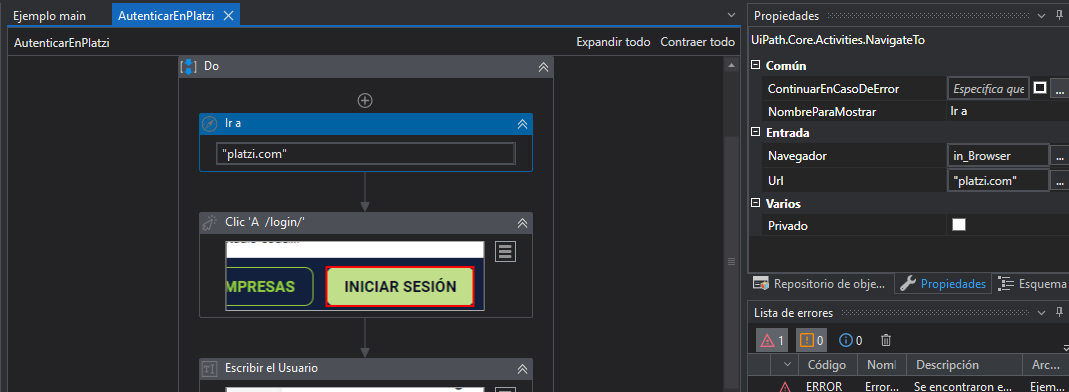 Ejemplo main
AutenticarEnPlatzi
AutenticarEnPlatzi
Expandir todo
Contraer todo
Do
Ir a
"platzi.com"
Clic 'A /login/'
MPRESAS
INICIAR SESIÓN
Escribir el Usuario
Propiedades
UiPath.Core.Activities.NavigateTo
Común
ContinuarEnCasoDeError
Especifica que
...
NombreParaMostrar
Ir a
Entrada
Navegador
in_Browser
...
Url
"platzi.com"
...
Varios
Privado
Repositorio de obje...
Propiedades
Esquema
Lista de errores
1
0
0
Código
Noml
Descripción
Arc...
ERROR
Error...
Se encontraron e...
Ejem...